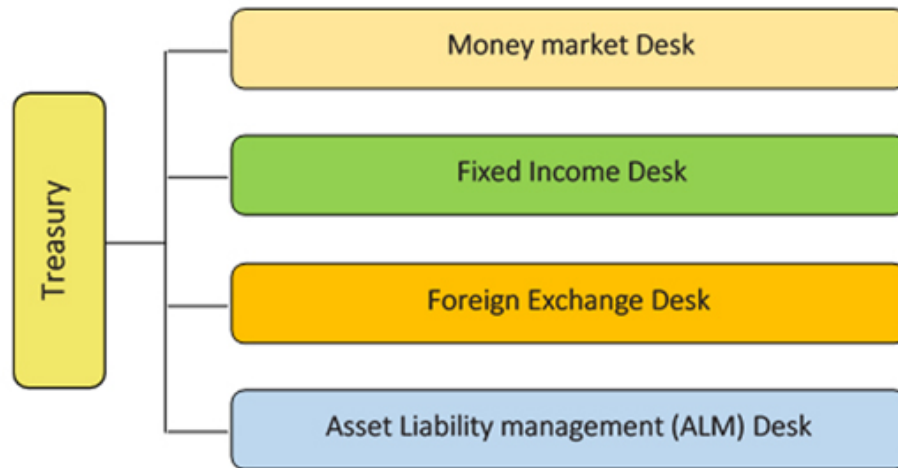 Treasury
Money market Desk
Fixed Income Desk
Foreign Exchange Desk
Asset Liability management (ALM) Desk